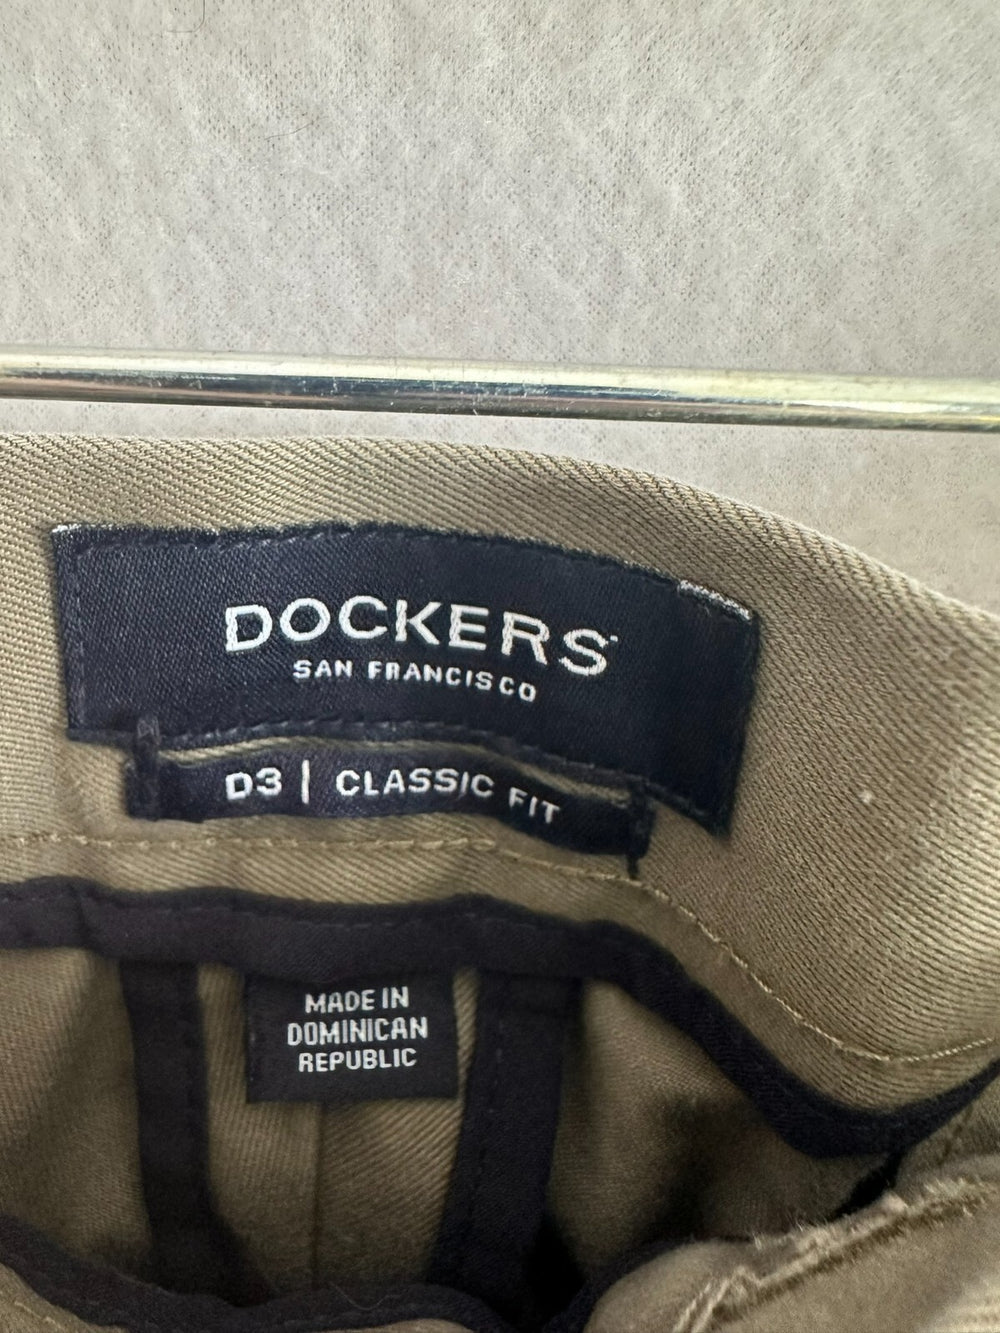 DOCKERS
SAN FRANCISCO
D3 | CLASSIC FIT
MADE IN
DOMINICAN
REPUBLIC